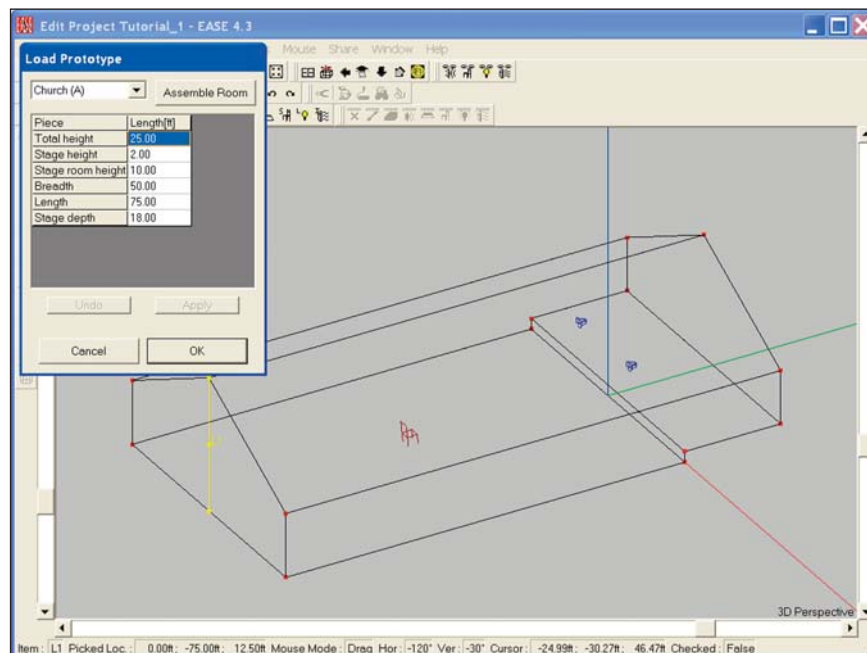 Edit Project Tutorial_1 - EASE 4.3
Mouse Share Window Help
Load Prototype
Church (A)
Assemble Room
Piece Length[ft]
Total height 25.00
Stage height 2.00
Stage room height 10.00
Breadth 50.00
Length 75.00
Stage depth 18.00
Undo Apply
Cancel OK
3D Perspective
Item: L1 Picked Loc.: 0.00ft; -75.00ft; 12.50ft Mouse Mode: Drag Hor: -120° Ver: -30° Cursor: -24.99ft; -30.27ft; 46.47ft Checked: False